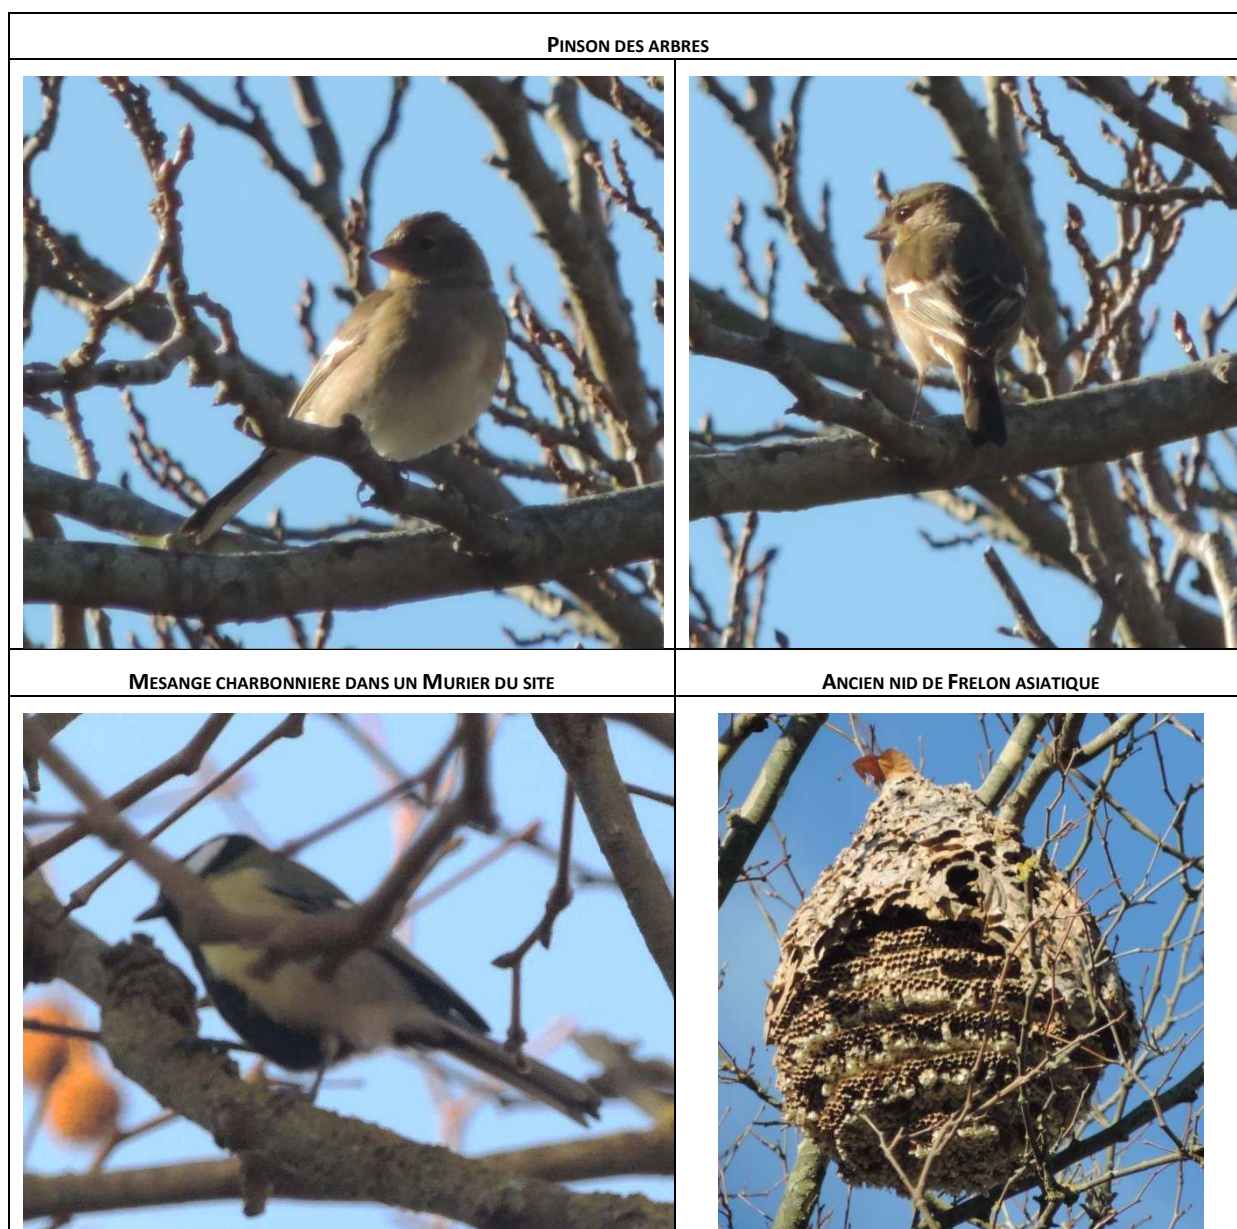 PINSON DES ARBRES
MESANGE CHARBONNIERE DANS UN MURIER DU SITE
ANCIEN NID DE FRELON ASIATIQUE